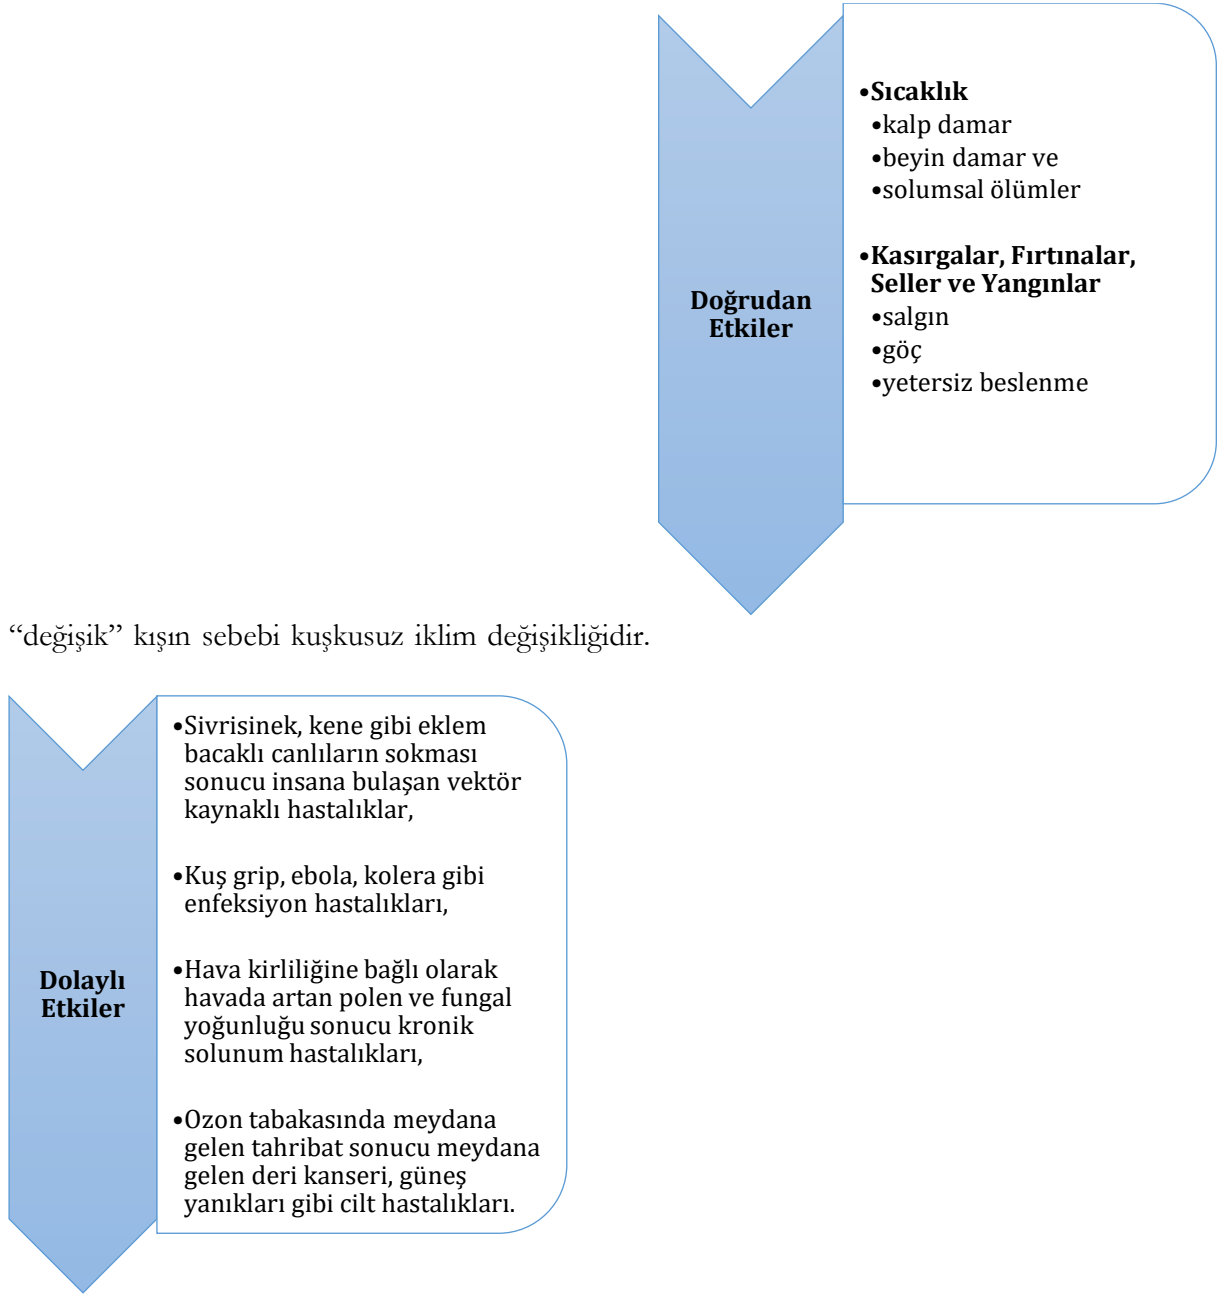 Doğrudan
Etkiler
•Sıcaklık
•kalp damar
•beyin damar ve
•solumsal ölümler
•Kasırgalar, Fırtınalar,
Seller ve Yangınlar
•salgın
•göç
•yetersiz beslenme
“değişik” kışın sebebi kuşkusuz iklim değişikliğidir.
Dolaylı
Etkiler
•Sivrisinek, kene gibi eklem
bacaklı canlıların sokması
sonucu insana bulaşan vektör
kaynaklı hastalıklar,
•Kuş grip, ebola, kolera gibi
enfeksiyon hastalıkları,
•Hava kirliliğine bağlı olarak
havada artan polen ve fungal
yoğunluğu sonucu kronik
solunum hastalıkları,
•Ozon tabakasında meydana
gelen tahribat sonucu meydana
gelen deri kanseri, güneş
yanıkları gibi cilt hastalıkları.